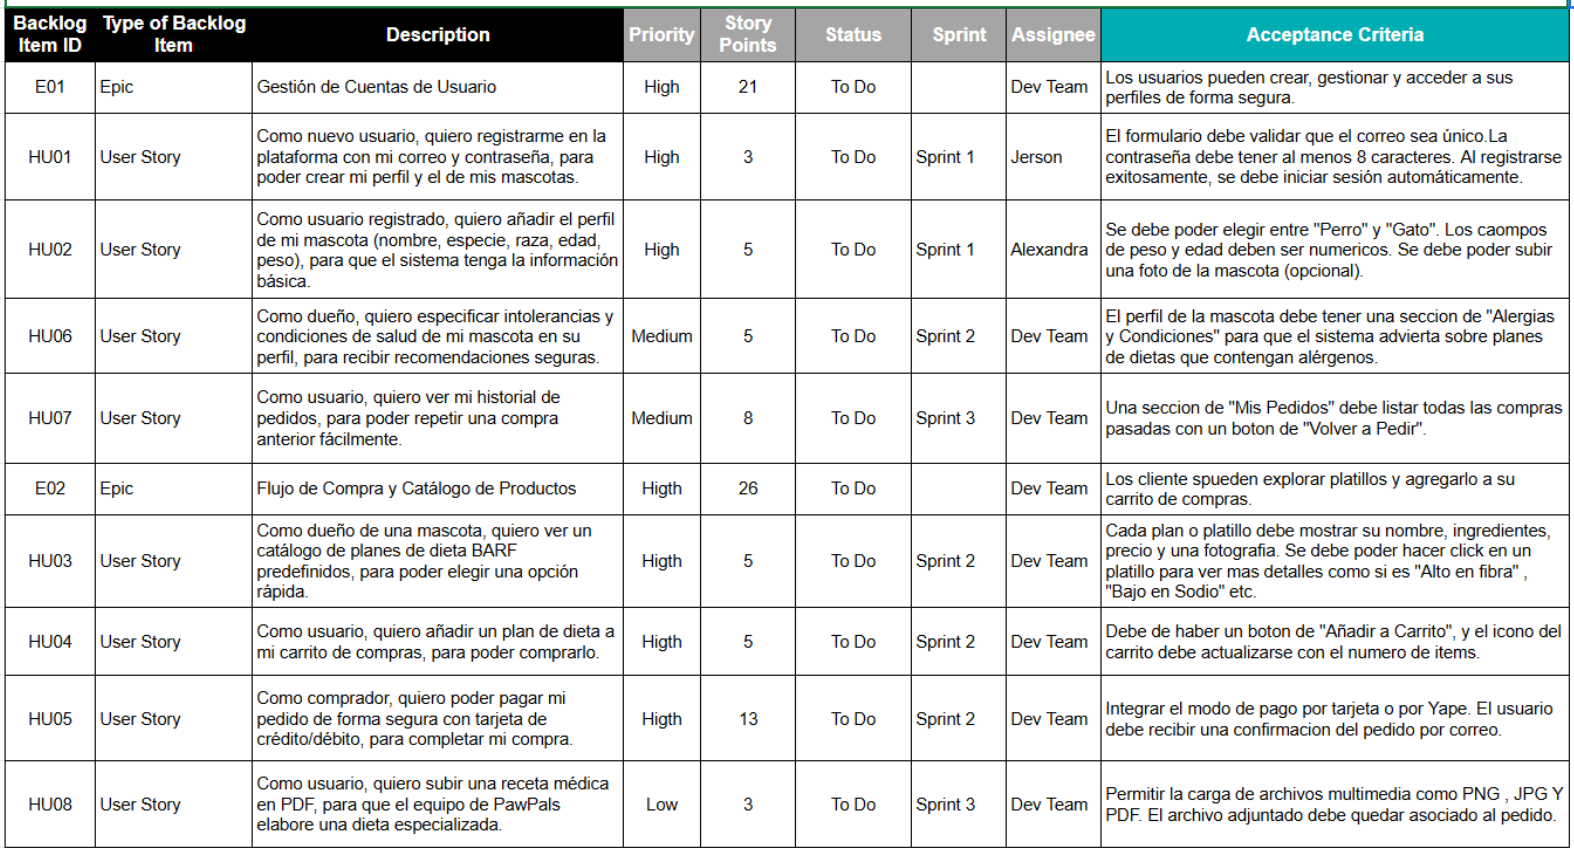 Backlog Item ID Type of Backlog Item Description Priority Story Points Status Sprint Assignee Acceptance Criteria
E01 Epic Gestión de Cuentas de Usuario High 21 To Do Dev Team Los usuarios pueden crear, gestionar y acceder a sus
perfiles de forma segura.
HU01 User Story Como nuevo usuario, quiero registrarme en la
plataforma con mi correo y contraseña, para
poder crear mi perfil y el de mis mascotas.
High 3 To Do Sprint 1 Jerson
El formulario debe validar que el correo sea único.La
contraseña debe tener al menos 8 caracteres. Al registrarse
exitosamente, se debe iniciar sesión automáticamente.
HU02 User Story Como usuario registrado, quiero añadir el perfil
de mi mascota (nombre, especie, raza, edad,
peso), para que el sistema tenga la información
básica.
High 5 To Do Sprint 1 Alexandra
Se debe poder elegir entre "Perro" y "Gato". Los caompos
de peso y edad deben ser numericos. Se debe poder subir
una foto de la mascota (opcional).
HU06 User Story Como dueño, quiero especificar intolerancias y
condiciones de salud de mi mascota en su
perfil, para recibir recomendaciones seguras.
Medium 5 To Do Sprint 2 Dev Team
El perfil de la mascota debe tener una seccion de "Alergias
y Condiciones" para que el sistema advierta sobre planes
de dietas que contengan alérgenos.
HU07 User Story Como usuario, quiero ver mi historial de
pedidos, para poder repetir una compra
anterior fácilmente.
Medium 8 To Do Sprint 3 Dev Team
Una seccion de "Mis Pedidos" debe listar todas las compras
pasadas con un boton de "Volver a Pedir".
E02 Epic Flujo de Compra y Catálogo de Productos Higth 26 To Do Dev Team Los cliente spueden explorar platillos y agregarlo a su
carrito de compras.
HU03 User Story Como dueño de una mascota, quiero ver un
catálogo de planes de dieta BARF
predefinidos, para poder elegir una opción
rápida.
Higth 5 To Do Sprint 2 Dev Team
Cada plan o platillo debe mostrar su nombre, ingredientes,
precio y una fotografia. Se debe poder hacer click en un
platillo para ver mas detalles como si es "Alto en fibra" ,
"Bajo en Sodio" etc.
HU04 User Story Como usuario, quiero añadir un plan de dieta a
mi carrito de compras, para poder comprarlo.
Higth 5 To Do Sprint 2 Dev Team
Debe de haber un boton de "Añadir a Carrito", y el icono del
carrito debe actualizarse con el numero de items.
HU05 User Story Como comprador, quiero poder pagar mi
pedido de forma segura con tarjeta de
crédito/débito, para completar mi compra.
Higth 13 To Do Sprint 2 Dev Team
Integrar el modo de pago por tarjeta o por Yape. El usuario
debe recibir una confirmacion del pedido por correo.
HU08 User Story Como usuario, quiero subir una receta médica
en PDF, para que el equipo de PawPals
elabore una dieta especializada.
Low 3 To Do Sprint 3 Dev Team
Permitir la carga de archivos multimedia como PNG , JPG Y
PDF. El archivo adjuntado debe quedar asociado al pedido.